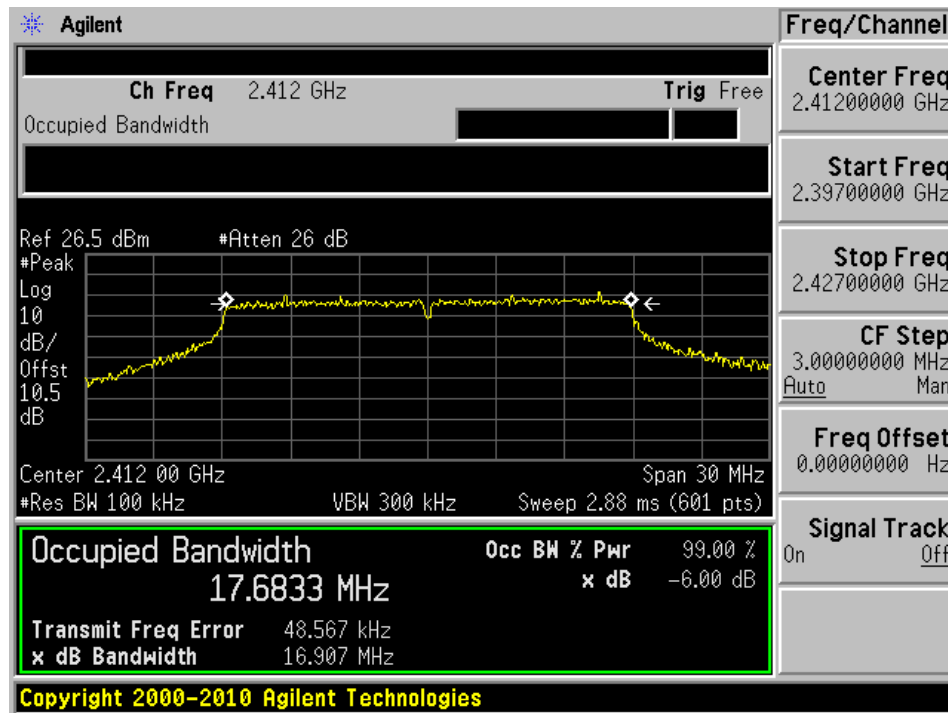 Agilent
Freq/Channel
Ch Freq 2.412 GHz Trig Free
Occupied Bandwidth
Center Freq
2.41200000 GHz
Start Freq
2.39700000 GHz
Stop Freq
2.42700000 GHz
CF Step
3.00000000 MHz
Auto Man
Freq Offset
0.00000000 Hz
Signal Track
On Off
Ref 26.5 dBm #Atten 26 dB
#Peak
Log
10
dB/
Offst
10.5
dB
Center 2.412 00 GHz Span 30 MHz
#Res BW 100 kHz VBW 300 kHz Sweep 2.88 ms (601 pts)
Occupied Bandwidth Occ BW % Pwr 99.00 %
17.6833 MHz x dB -6.00 dB
Transmit Freq Error 48.567 kHz
x dB Bandwidth 16.907 MHz
Copyright 2000-2010 Agilent Technologies